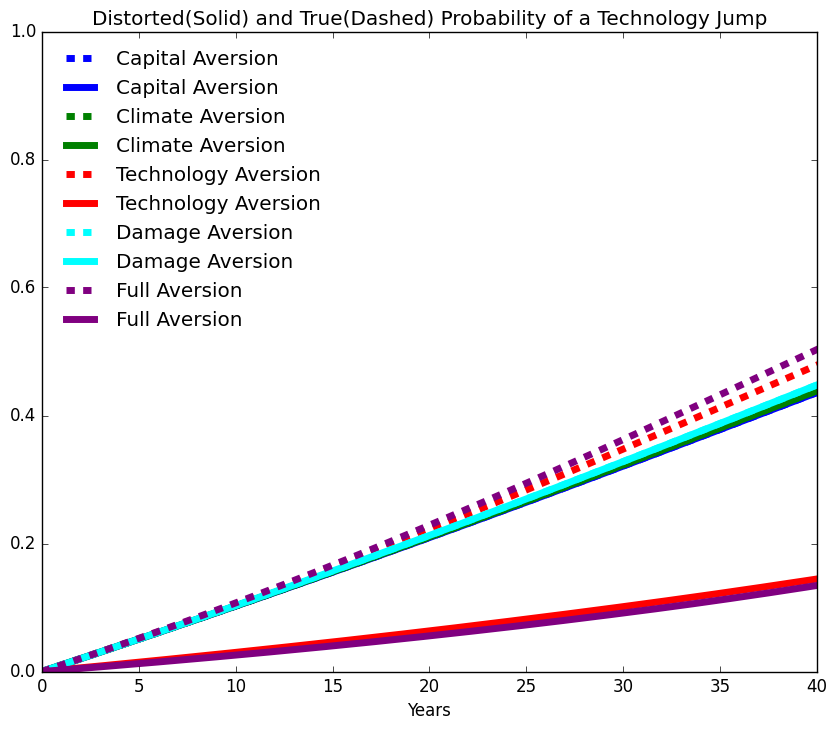 Distorted(Solid) and True(Dashed) Probability of a Technology Jump
1.0
0.8
0.6
0.4
0.2
0.0
Capital Aversion
Capital Aversion
Climate Aversion
Climate Aversion
Technology Aversion
Technology Aversion
Damage Aversion
Damage Aversion
Full Aversion
Full Aversion
0 5 10 15 20 25 30 35 40
Years